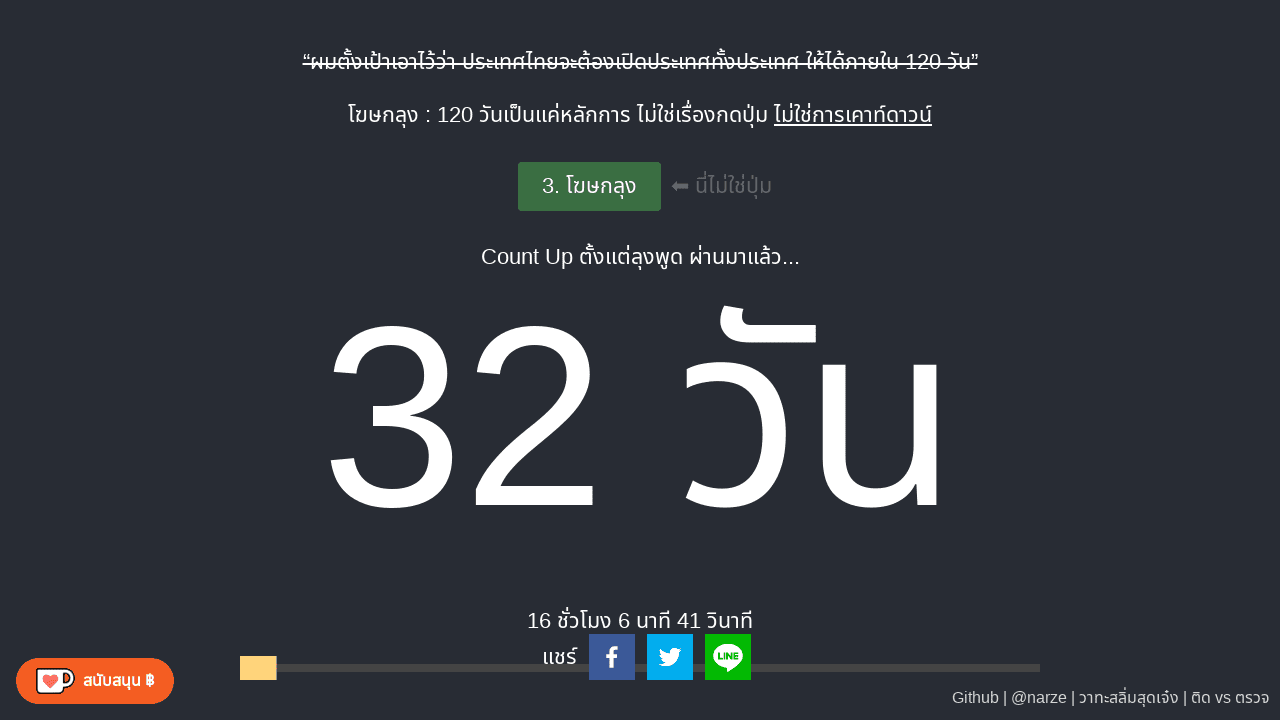 “ผมตั้งเป้าเอาไว้ว่า ประเทศไทยจะต้องเปิดประเทศทั้งประเทศ ให้ได้ภายใน 120 วัน”
โฆษกลุง : 120 วันเป็นแค่หลักการ ไม่ใช่เรื่องกดปุ่ม ไม่ใช่การเคาท์ดาวน์
3. โฆษกลุง ⬅ นี่ไม่ใช่ปุ่ม
Count Up ตั้งแต่ลุงพูด ผ่านมาแล้ว...
32 วัน
16 ชั่วโมง 6 นาที 41 วินาที
แชร์
สนับสนุน ฿
Github | @narze | วาทะสลิ่มสุดเจ๋ง | ติด vs ตรวจ